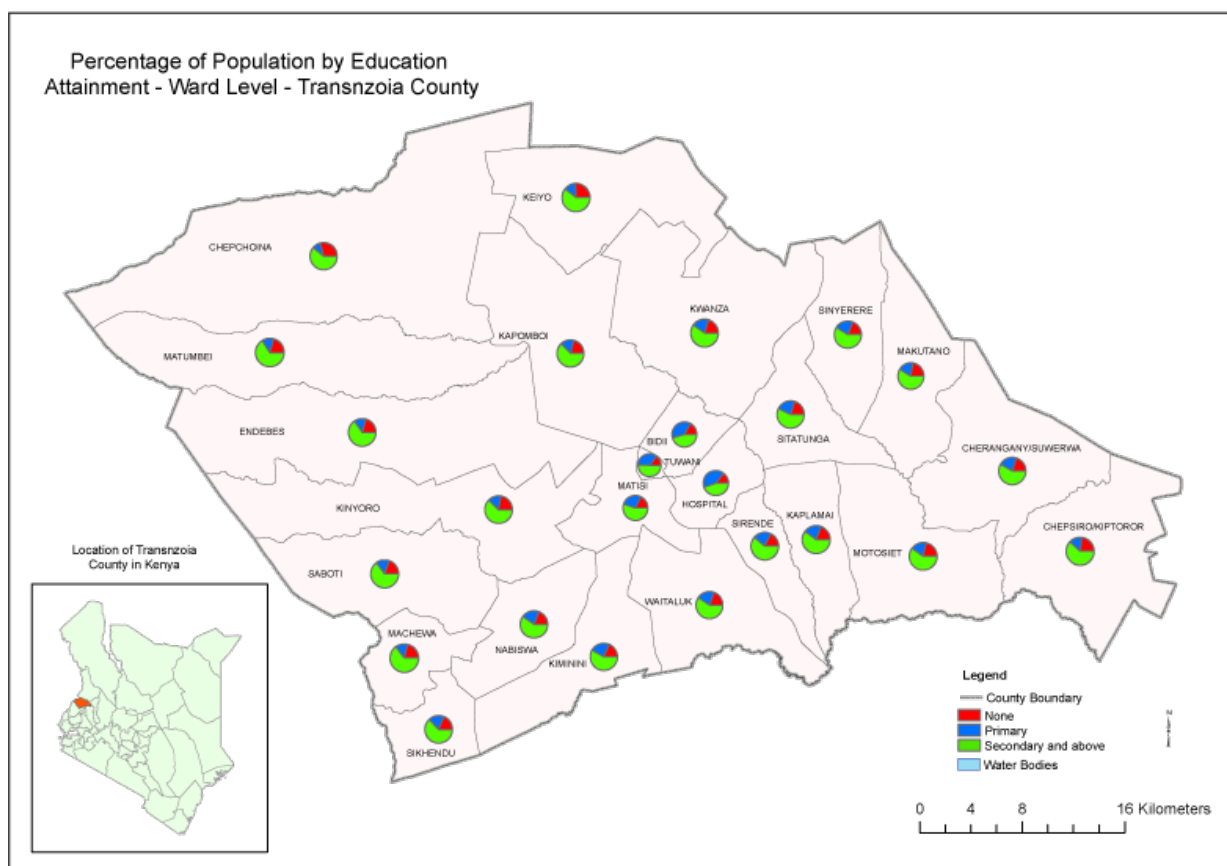 Percentage of Population by Education
Attainment - Ward Level - Transnzoia County
KEIYO
CHEPCHOINA
KWANZA
SINYERERE
KAPOMBOI
MAKUTANO
MATUMBEI
ENDEBES
BIDII
SITATUNGA
CHERANGANY/SUWERWA
TUWANI
MATISI
HOSPITAL
KINYORO
SIRENDE
KAPLAMAI
CHEPSIRO/KIPTOROR
MOTOSIET
SABOTI
WAITALUK
MACHEWA
NABISWA
KIMININI
SIKHENDU
Location of Transnzoia
County in Kenya
Legend
County Boundary
None
Primary
Secondary and above
Water Bodies
0 4 8 16 Kilometers